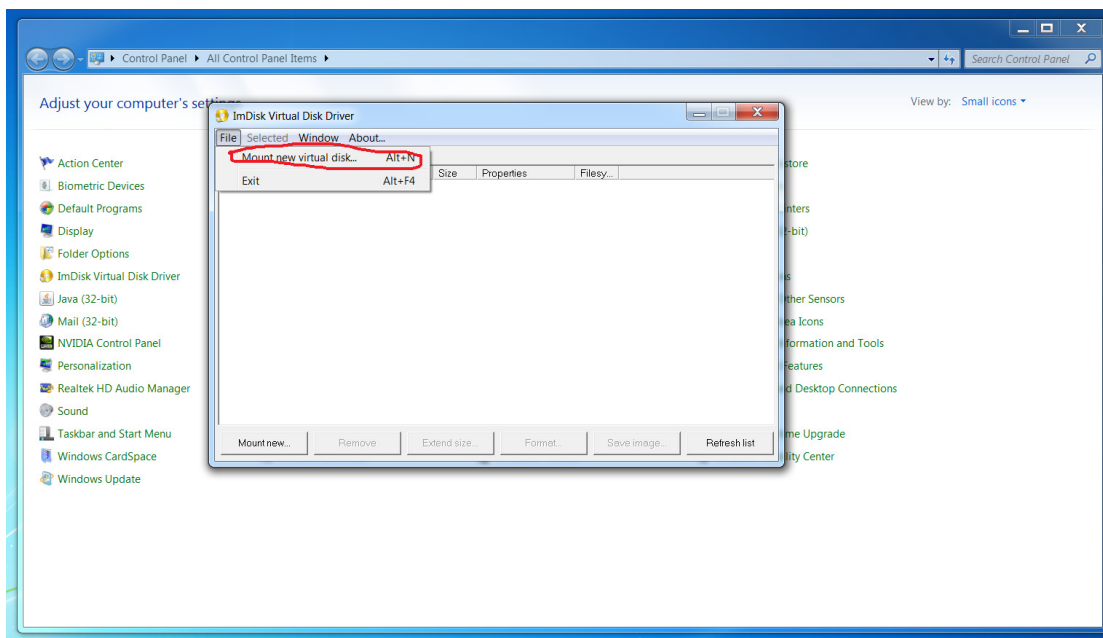 Control Panel All Control Panel Items
Search Control Panel
Adjust your computer's
View by: Small icons
ImDisk Virtual Disk Driver
File Selected Window About...
Mount new virtual disk... Alt+N
Exit Alt+F4
Size Properties Filesy...
Action Center
Biometric Devices
Default Programs
Display
Folder Options
ImDisk Virtual Disk Driver
Java (32-bit)
Mail (32-bit)
NVIDIA Control Panel
Personalization
Realtek HD Audio Manager
Sound
Taskbar and Start Menu
Windows CardSpace
Windows Update
Mount new... Remove Extend size... Format... Save image... Refresh list
store
nters
-bit)
s
ther Sensors
ea Icons
formation and Tools
Features
d Desktop Connections
me Upgrade
lity Center